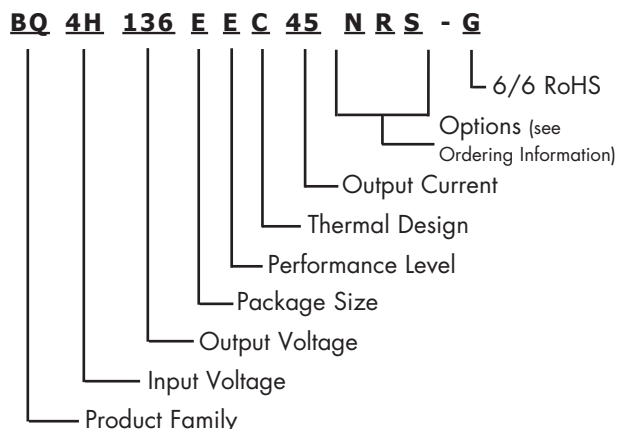 BQ 4H 136 E E C 45 N R S - G
6/6 RoHS
Options (see
Ordering Information)
Output Current
Thermal Design
Performance Level
Package Size
Output Voltage
Input Voltage
Product Family